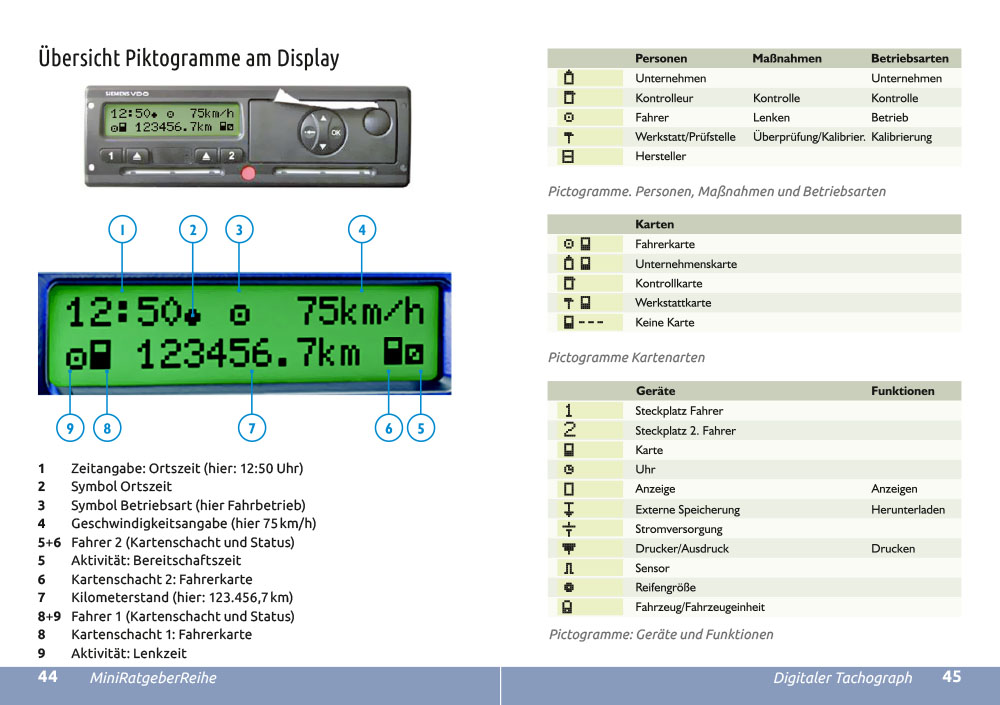 Übersicht Piktogramme am Display
SIEMENS VDO
12:50 75km/h
123456.7km
1 2
OK
1 2 3 4
12:50 75km/h
123456.7km
9 8 7 6 5
1 Zeitangabe: Ortszeit (hier: 12:50 Uhr)
2 Symbol Ortszeit
3 Symbol Betriebsart (hier Fahrbetrieb)
4 Geschwindigkeitsangabe (hier 75 km/h)
5+6 Fahrer 2 (Kartenschacht und Status)
5 Aktivität: Bereitschaftszeit
6 Kartenschacht 2: Fahrerkarte
7 Kilometerstand (hier: 123.456,7 km)
8+9 Fahrer 1 (Kartenschacht und Status)
8 Kartenschacht 1: Fahrerkarte
9 Aktivität: Lenkzeit
44 MiniRatgeberReihe
Personen Maßnahmen Betriebsarten
Unternehmen Unternehmen
Kontrolleur Kontrolle Kontrolle
Fahrer Lenken Betrieb
Werkstatt/Prüfstelle Überprüfung/Kalibrier. Kalibrierung
Hersteller
Pictogramme. Personen, Maßnahmen und Betriebsarten
Karten
Fahrerkarte
Unternehmenskarte
Kontrollkarte
Werkstattkarte
--- Keine Karte
Pictogramme Kartenarten
Geräte Funktionen
1 Steckplatz Fahrer
2 Steckplatz 2. Fahrer
Karte
Uhr
Anzeige Anzeigen
Externe Speicherung Herunterladen
Stromversorgung
Drucker/Ausdruck Drucken
Sensor
Reifengröße
Fahrzeug/Fahrzeugeinheit
Pictogramme: Geräte und Funktionen
Digitaler Tachograph 45